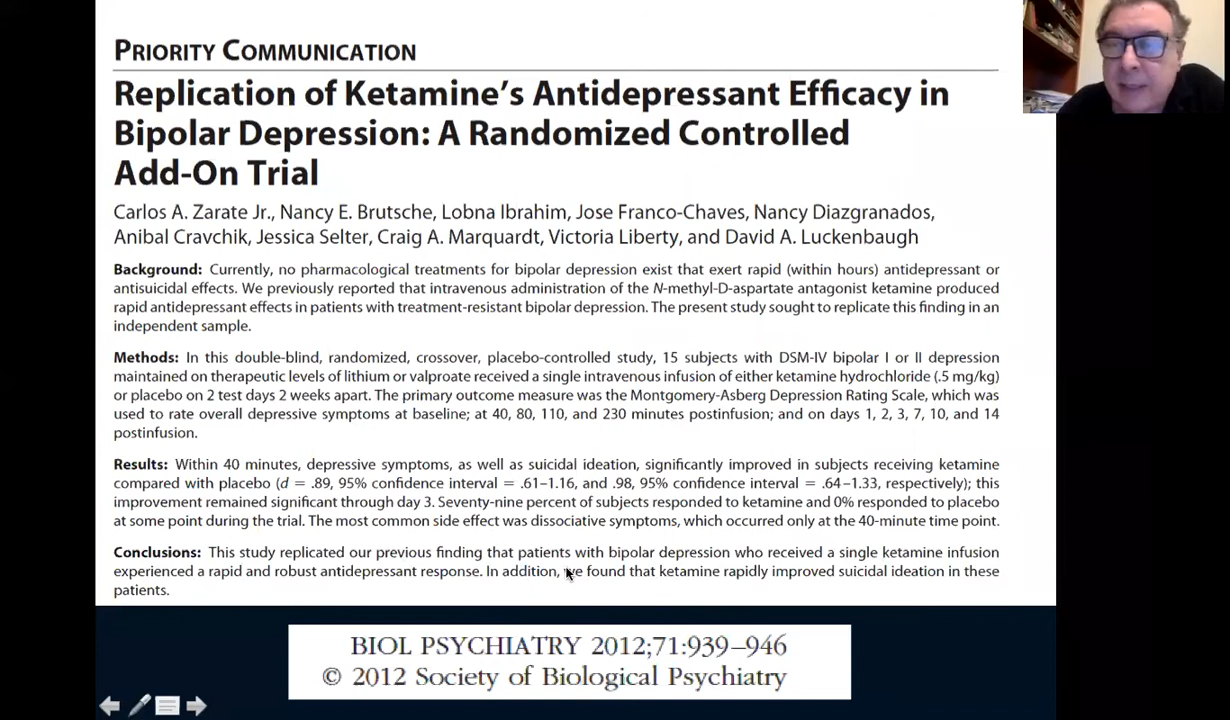 PRIORITY COMMUNICATION
Replication of Ketamine's Antidepressant Efficacy in
Bipolar Depression: A Randomized Controlled
Add-On Trial
Carlos A. Zarate Jr., Nancy E. Brutsche, Lobna Ibrahim, Jose Franco-Chaves, Nancy Diazgranados,
Anibal Cravchik, Jessica Selter, Craig A. Marquardt, Victoria Liberty, and David A. Luckenbaugh
Background: Currently, no pharmacological treatments for bipolar depression exist that exert rapid (within hours) antidepressant or
antisuicidal effects. We previously reported that intravenous administration of the N-methyl-D-aspartate antagonist ketamine produced
rapid antidepressant effects in patients with treatment-resistant bipolar depression. The present study sought to replicate this finding in an
independent sample.
Methods: In this double-blind, randomized, crossover, placebo-controlled study, 15 subjects with DSM-IV bipolar I or II depression
maintained on therapeutic levels of lithium or valproate received a single intravenous infusion of either ketamine hydrochloride (.5 mg/kg)
or placebo on 2 test days 2 weeks apart. The primary outcome measure was the Montgomery-Asberg Depression Rating Scale, which was
used to rate overall depressive symptoms at baseline; at 40, 80, 110, and 230 minutes postinfusion; and on days 1, 2, 3, 7, 10, and 14
postinfusion.
Results: Within 40 minutes, depressive symptoms, as well as suicidal ideation, significantly improved in subjects receiving ketamine
compared with placebo (d = .89, 95% confidence interval = .61–1.16, and .98, 95% confidence interval = .64–1.33, respectively); this
improvement remained significant through day 3. Seventy-nine percent of subjects responded to ketamine and 0% responded to placebo
at some point during the trial. The most common side effect was dissociative symptoms, which occurred only at the 40-minute time point.
Conclusions: This study replicated our previous finding that patients with bipolar depression who received a single ketamine infusion
experienced a rapid and robust antidepressant response. In addition, we found that ketamine rapidly improved suicidal ideation in these
patients.
BIOL PSYCHIATRY 2012;71:939–946
© 2012 Society of Biological Psychiatry